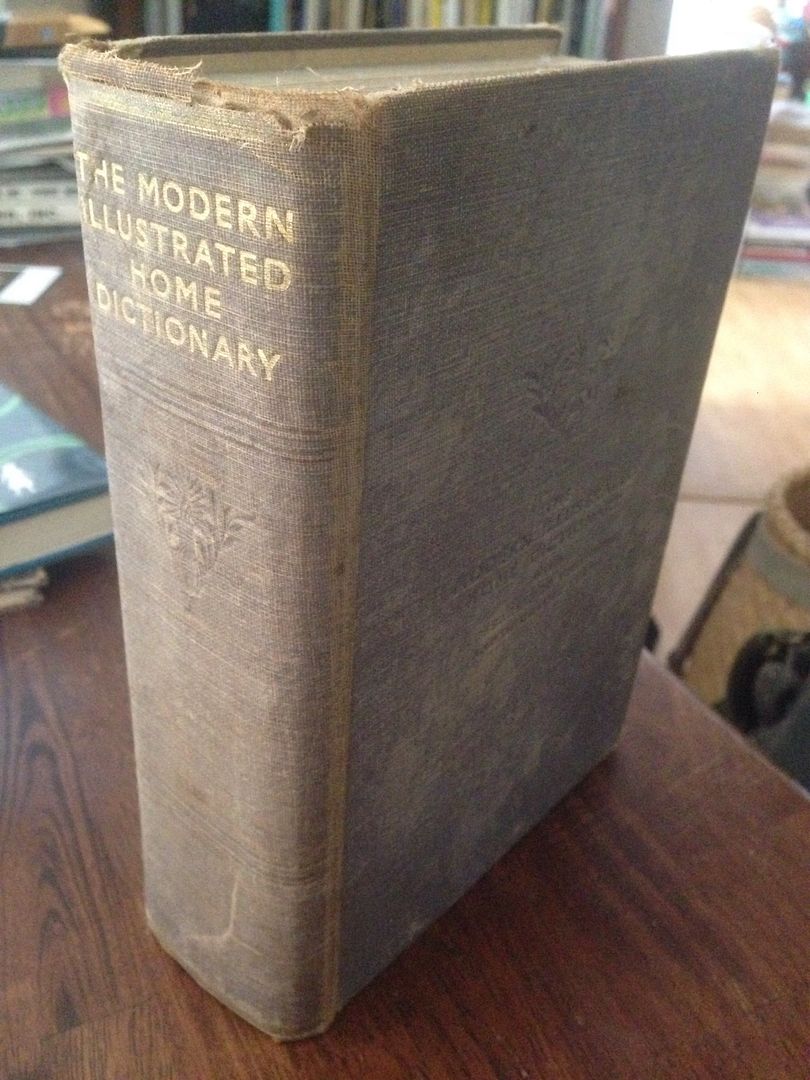 THE MODERN
ILLUSTRATED
HOME
DICTIONARY